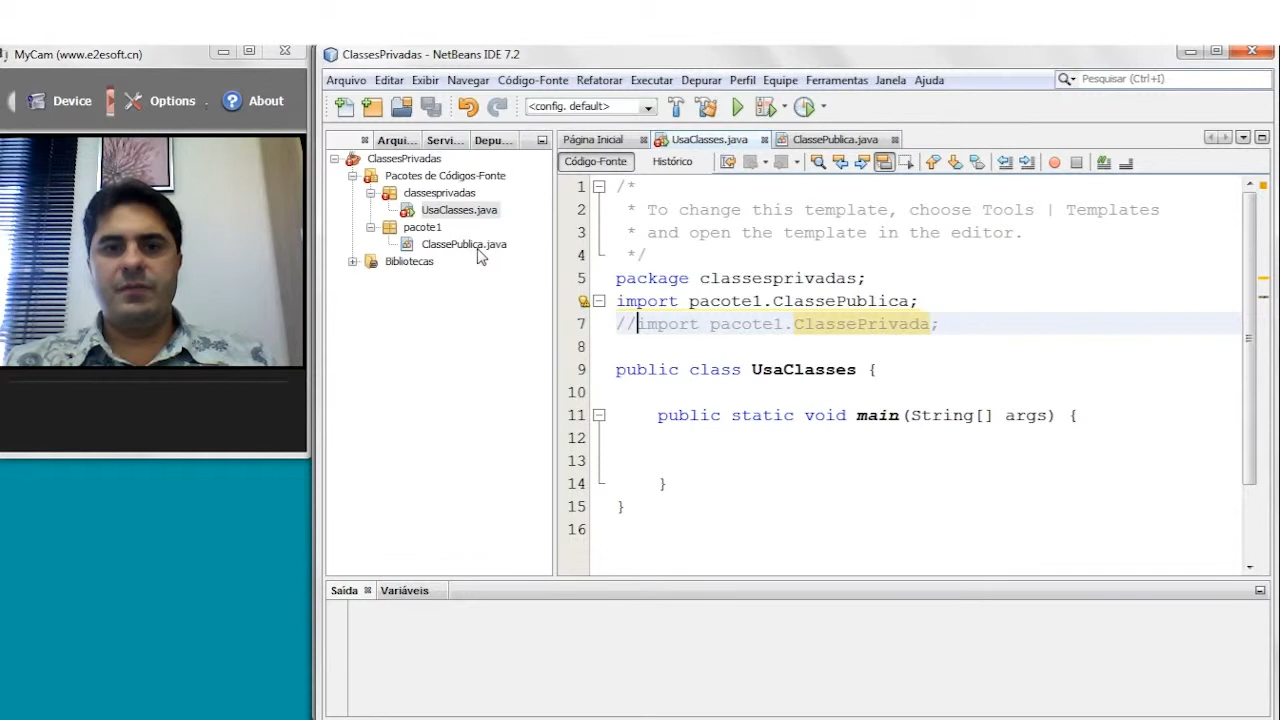 MyCam (www.e2esoft.cn)
Device
Options
About
ClassesPrivadas - NetBeans IDE 7.2
Arquivo Editar Exibir Navegar Código-Fonte Refatorar Executar Depurar Perfil Equipe Ferramentas Janela Ajuda
Pesquisar (Ctrl+I)
<config. default>
Arqui... Servi... Depu...
Página Inicial UsaClasses.java ClassePublica.java
Código-Fonte Histórico
ClassesPrivadas
Pacotes de Códigos-Fonte
classesprivadas
UsaClasses.java
pacote1
ClassePublica.java
Bibliotecas
1 /*
2 * To change this template, choose Tools | Templates
3 * and open the template in the editor.
4 */
5 package classesprivadas;
import pacote1.ClassePublica;
7 //import pacote1.ClassePrivada;
8
9 public class UsaClasses {
10
11 public static void main(String[] args) {
12
13
14 }
15 }
16
Saída Variáveis